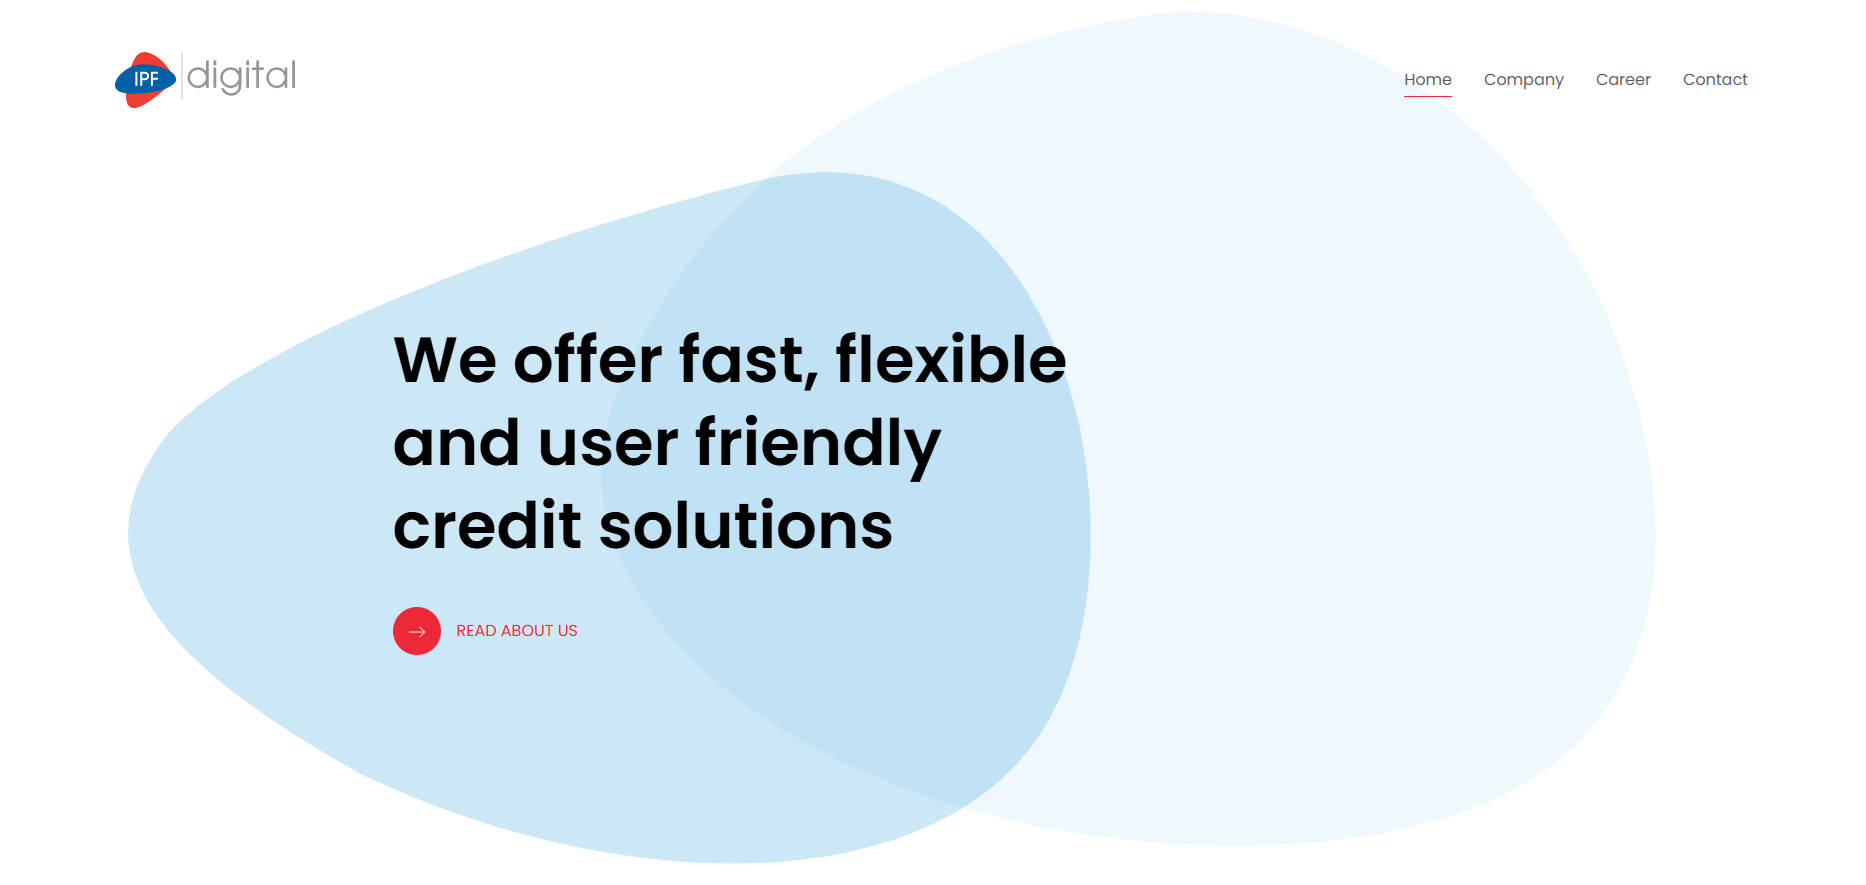 IPF digital
Home Company Career Contact
We offer fast, flexible
and user friendly
credit solutions
READ ABOUT US